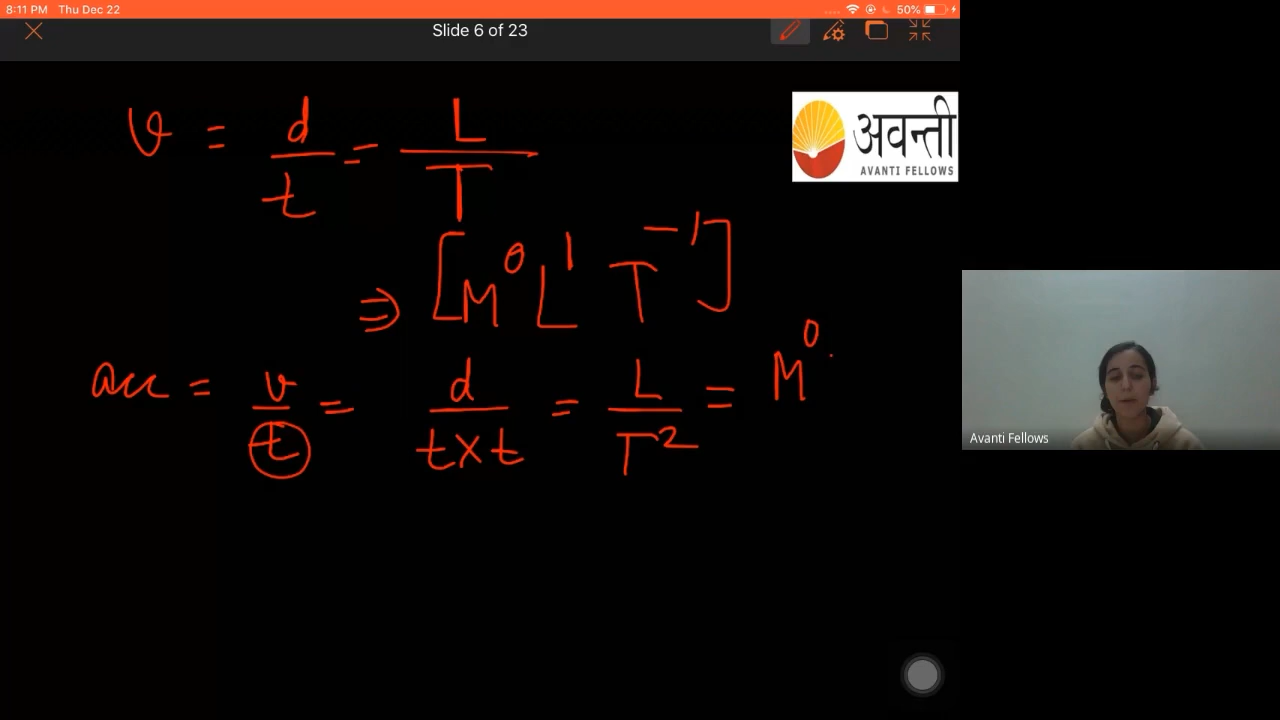 8:11 PM Thu Dec 22
50%
Slide 6 of 23
अवन्ती
AVANTI FELLOWS
v = d/t = L/T
⇒ [M⁰ L¹ T⁻¹]
acc = v/t = d/t×t = L/T² = M⁰
Avanti Fellows